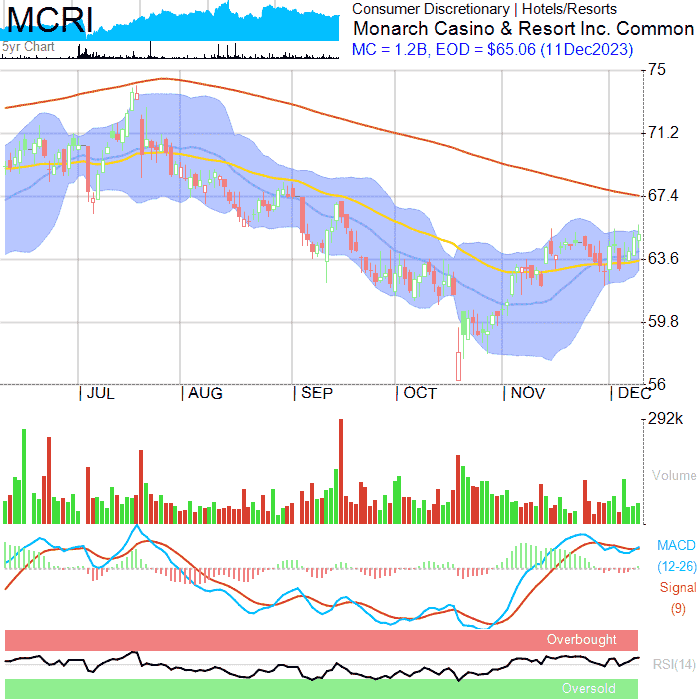 MCRI
Consumer Discretionary | Hotels/Resorts
Monarch Casino & Resort Inc. Common
MC = 1.2B, EOD = $65.06 (11Dec2023)
5yr Chart
75
71.2
67.4
63.6
59.8
56
JUL
AUG
SEP
OCT
NOV
DEC
292k
Volume
MACD
(12-26)
Signal
(9)
Overbought
RSI(14)
Oversold